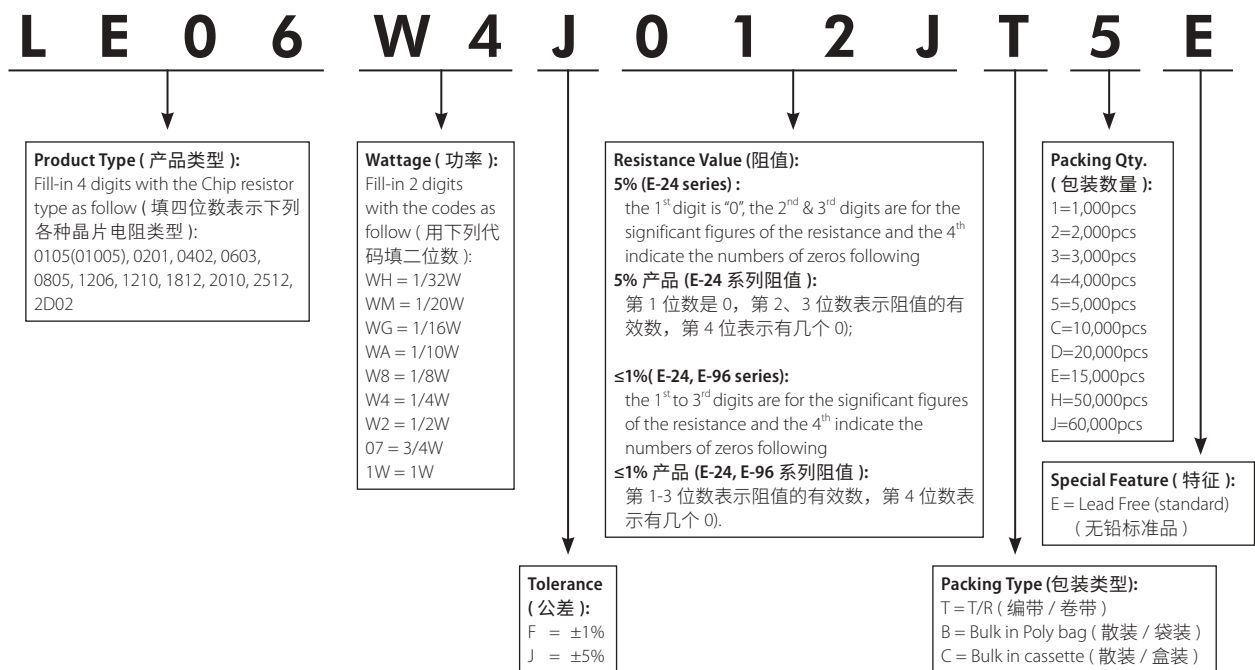 LE06 W4 J 012J T 5 E
Product Type ( 产品类型 ):
Fill-in 4 digits with the Chip resistor
type as follow ( 填四位数表示下列
各种晶片电阻类型 ):
0105(01005), 0201, 0402, 0603,
0805, 1206, 1210, 1812, 2010, 2512,
2D02
Wattage ( 功率 ):
Fill-in 2 digits
with the codes as
follow ( 用下列代
码填二位数 ):
WH = 1/32W
WM = 1/20W
WG = 1/16W
WA = 1/10W
W8 = 1/8W
W4 = 1/4W
W2 = 1/2W
07 = 3/4W
1W = 1W
Tolerance
( 公差 ):
F = ±1%
J = ±5%
Resistance Value (阻值):
5% (E-24 series) :
the 1st digit is “0”, the 2nd & 3rd digits are for the
significant figures of the resistance and the 4th
indicate the numbers of zeros following
5% 产品 (E-24 系列阻值 ):
第 1 位数是 0，第 2、3 位数表示阻值的有
效数，第 4 位表示有几个 0);
≤1%( E-24, E-96 series):
the 1st to 3rd digits are for the significant figures
of the resistance and the 4th indicate the
numbers of zeros following
≤1% 产品 (E-24, E-96 系列阻值 ):
第 1-3 位数表示阻值的有效数，第 4 位数表
示有几个 0).
Packing Type (包装类型):
T = T/R ( 编带 / 卷带 )
B = Bulk in Poly bag ( 散装 / 袋装 )
C = Bulk in cassette ( 散装 / 盒装 )
Packing Qty.
( 包装数量 ):
1=1,000pcs
2=2,000pcs
3=3,000pcs
4=4,000pcs
5=5,000pcs
C=10,000pcs
D=20,000pcs
E=15,000pcs
H=50,000pcs
J=60,000pcs
Special Feature ( 特征 ):
E = Lead Free (standard)
( 无铅标准品 )